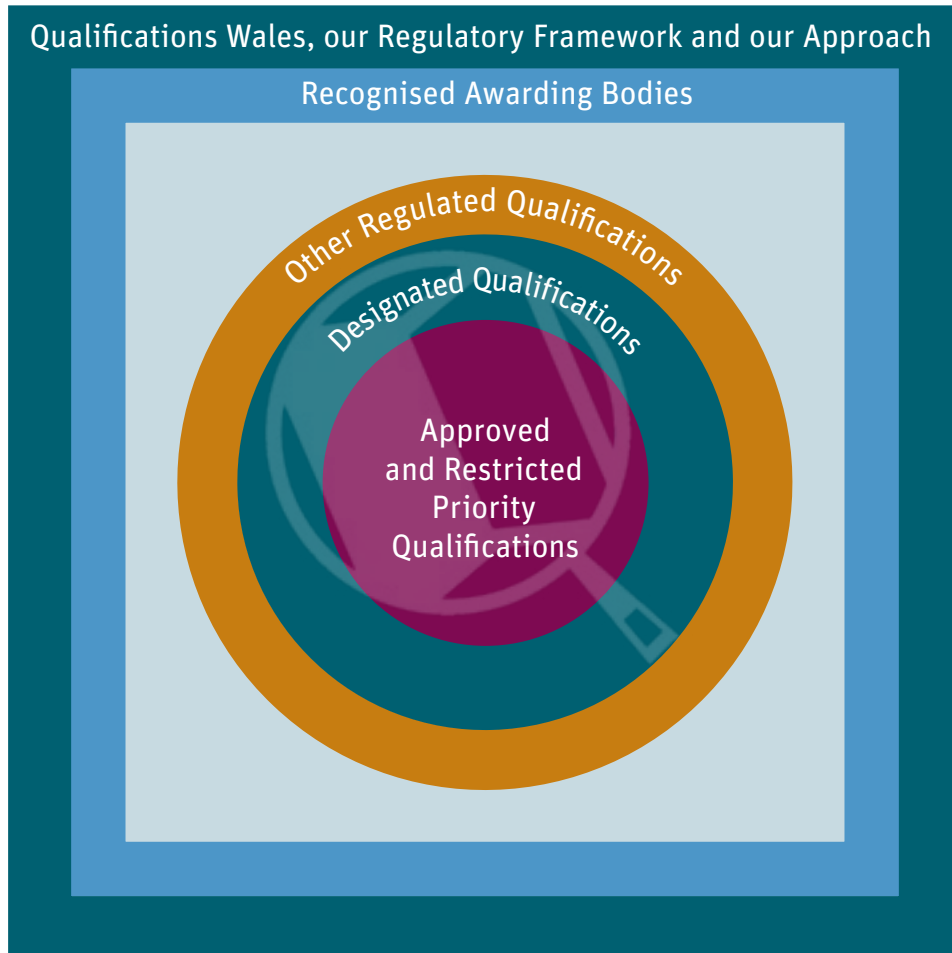 Qualifications Wales, our Regulatory Framework and our Approach
Recognised Awarding Bodies
Other Regulated Qualifications
Designated Qualifications
Approved
and Restricted
Priority
Qualifications